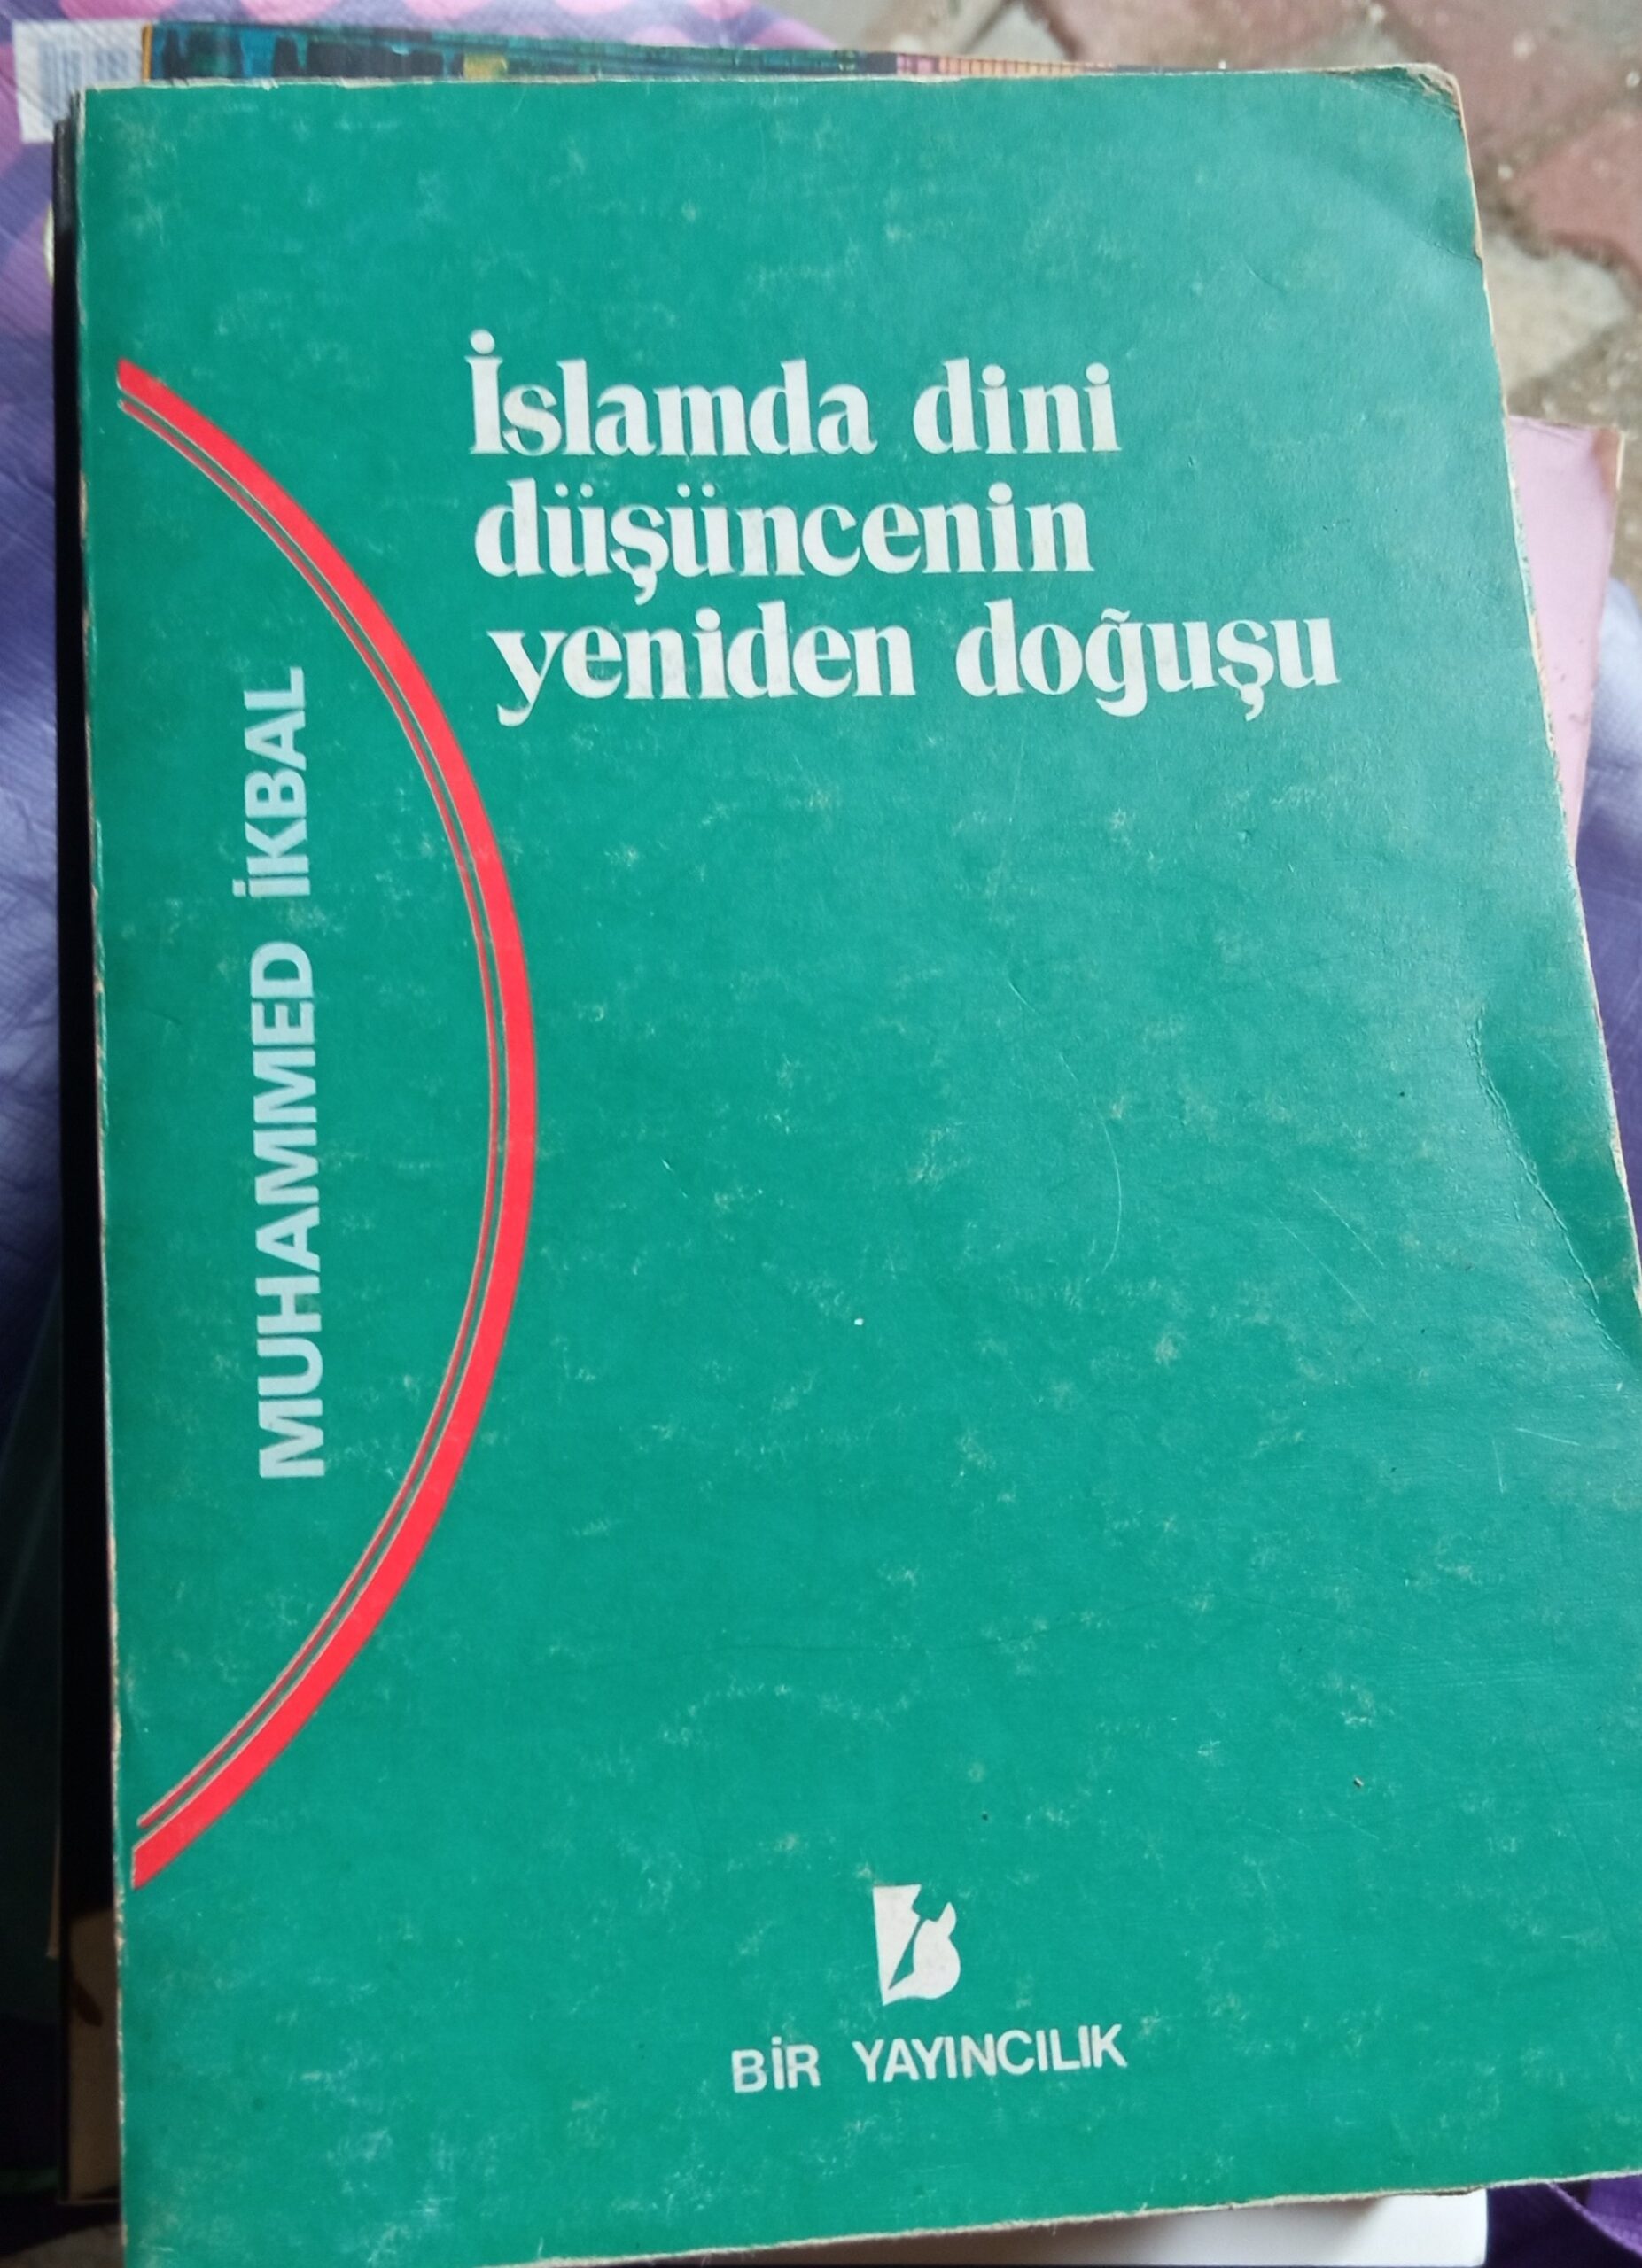 İslamda dini
düşüncenin
yeniden doğuşu
MUHAMMED İKBAL
BİR YAYINCILIK